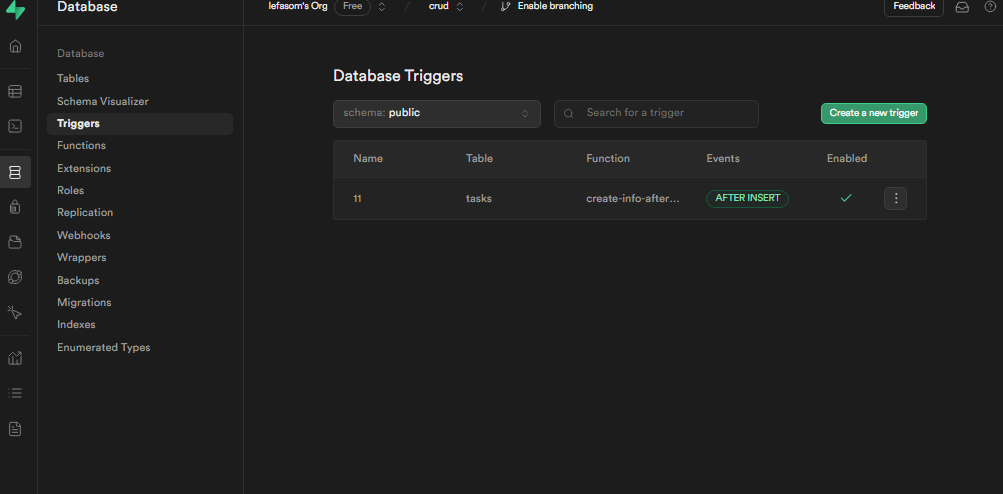 Database
lefasom's Org Free / crud / Enable branching Feedback
Database
Tables
Schema Visualizer
Triggers
Functions
Extensions
Roles
Replication
Webhooks
Wrappers
Backups
Migrations
Indexes
Enumerated Types
Database Triggers
schema: public Search for a trigger Create a new trigger
Name Table Function Events Enabled
11 tasks create-info-after... AFTER INSERT